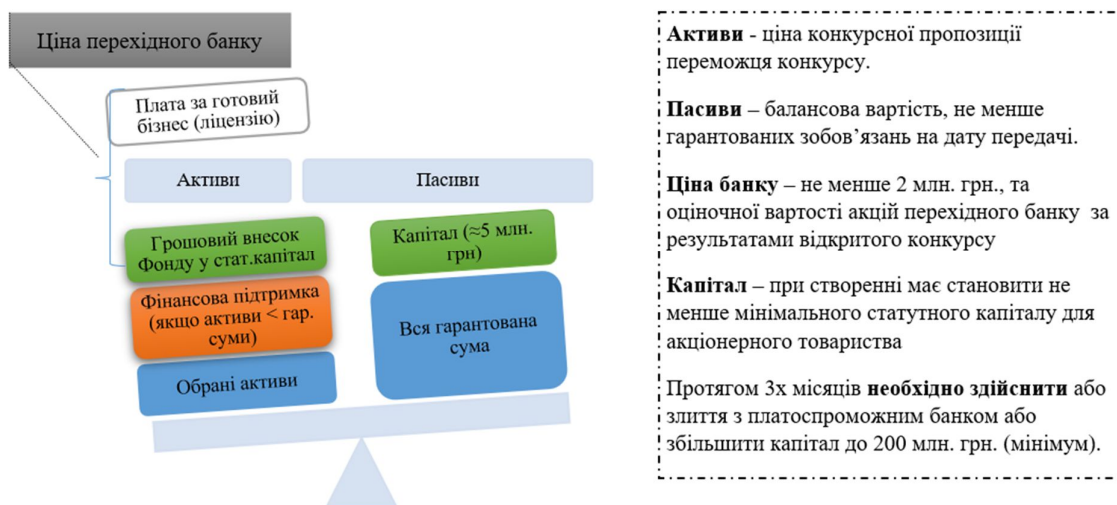 Ціна перехідного банку
Плата за готовий
бізнес (ліцензію)
Активи
Пасиви
Грошовий внесок
Фонду у стат.капітал
Капітал (≈5 млн.
грн)
Фінансова підтримка
(якщо активи < гар.
суми)
Вся гарантована
сума
Обрані активи
Активи - ціна конкурсної пропозиції
переможця конкурсу.
Пасиви – балансова вартість, не менше
гарантованих зобов’язань на дату передачі.
Ціна банку – не менше 2 млн. грн., та
оціночної вартості акцій перехідного банку за
результатами відкритого конкурсу
Капітал – при створенні має становити не
менше мінімального статутного капіталу для
акціонерного товариства
Протягом 3х місяців необхідно здійснити або
злиття з платоспроможним банком або
збільшити капітал до 200 млн. грн. (мінімум).